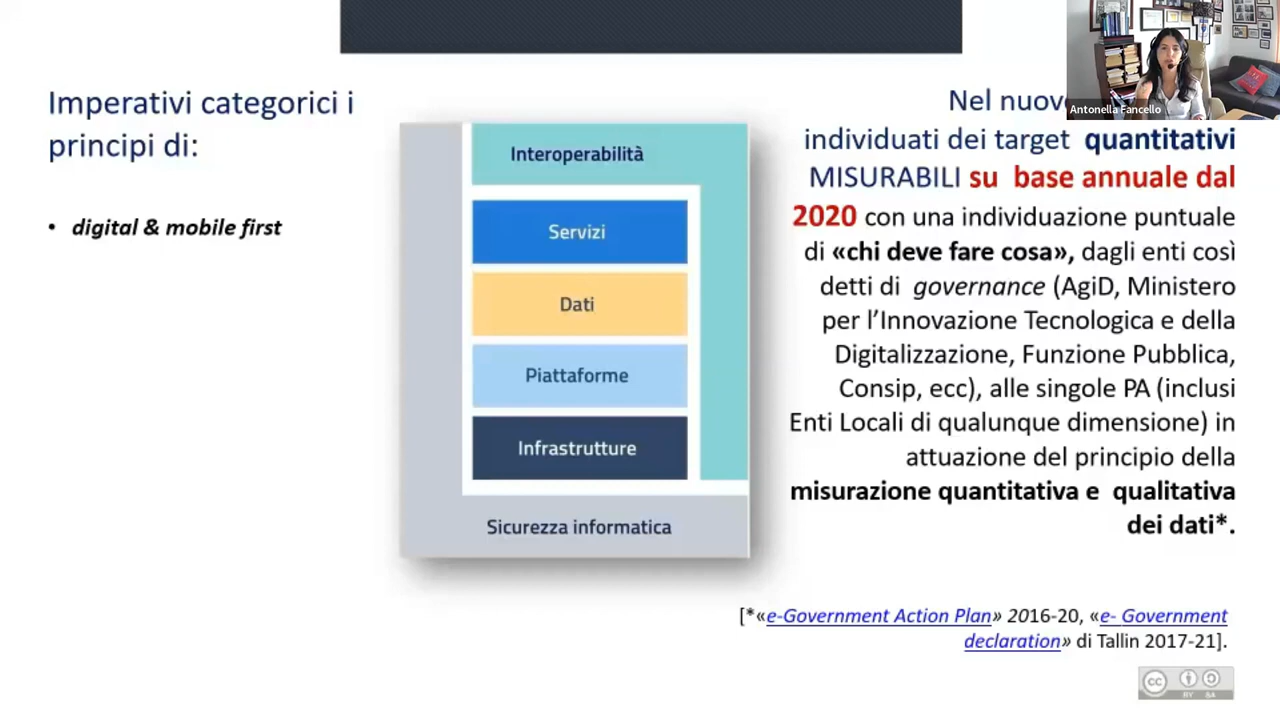 Imperativi categorici i
principi di:
• digital & mobile first
Interoperabilità
Servizi
Dati
Piattaforme
Infrastrutture
Sicurezza informatica
Antonella Fancello
Nel nuov
individuati dei target quantitativi
MISURABILI su base annuale dal
2020 con una individuazione puntuale
di «chi deve fare cosa», dagli enti così
detti di governance (AgiD, Ministero
per l’Innovazione Tecnologica e della
Digitalizzazione, Funzione Pubblica,
Consip, ecc), alle singole PA (inclusi
Enti Locali di qualunque dimensione) in
attuazione del principio della
misurazione quantitativa e qualitativa
dei dati*.
[*«e-Government Action Plan» 2016-20, «e- Government
declaration» di Tallin 2017-21].
cc
BY SA